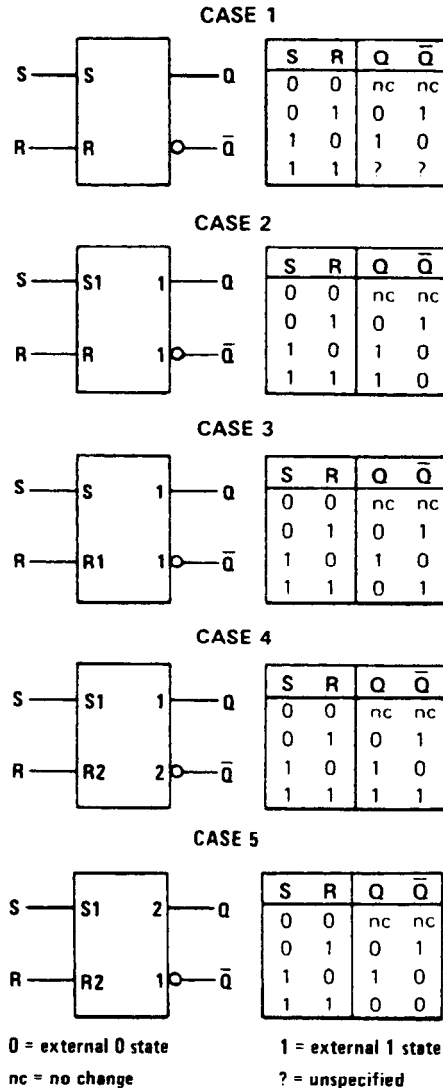 CASE 1
S S Q
R R Q̅
S R Q Q̅
0 0 nc nc
0 1 0 1
1 0 1 0
1 1 ? ?
CASE 2
S S1 1 Q
R R 1 Q̅
S R Q Q̅
0 0 nc nc
0 1 0 1
1 0 1 0
1 1 1 0
CASE 3
S S 1 Q
R R1 1 Q̅
S R Q Q̅
0 0 nc nc
0 1 0 1
1 0 1 0
1 1 0 1
CASE 4
S S1 1 Q
R R2 2 Q̅
S R Q Q̅
0 0 nc nc
0 1 0 1
1 0 1 0
1 1 1 1
CASE 5
S S1 2 Q
R R2 1 Q̅
S R Q Q̅
0 0 nc nc
0 1 0 1
1 0 1 0
1 1 0 0
0 = external 0 state 1 = external 1 state
nc = no change ? = unspecified